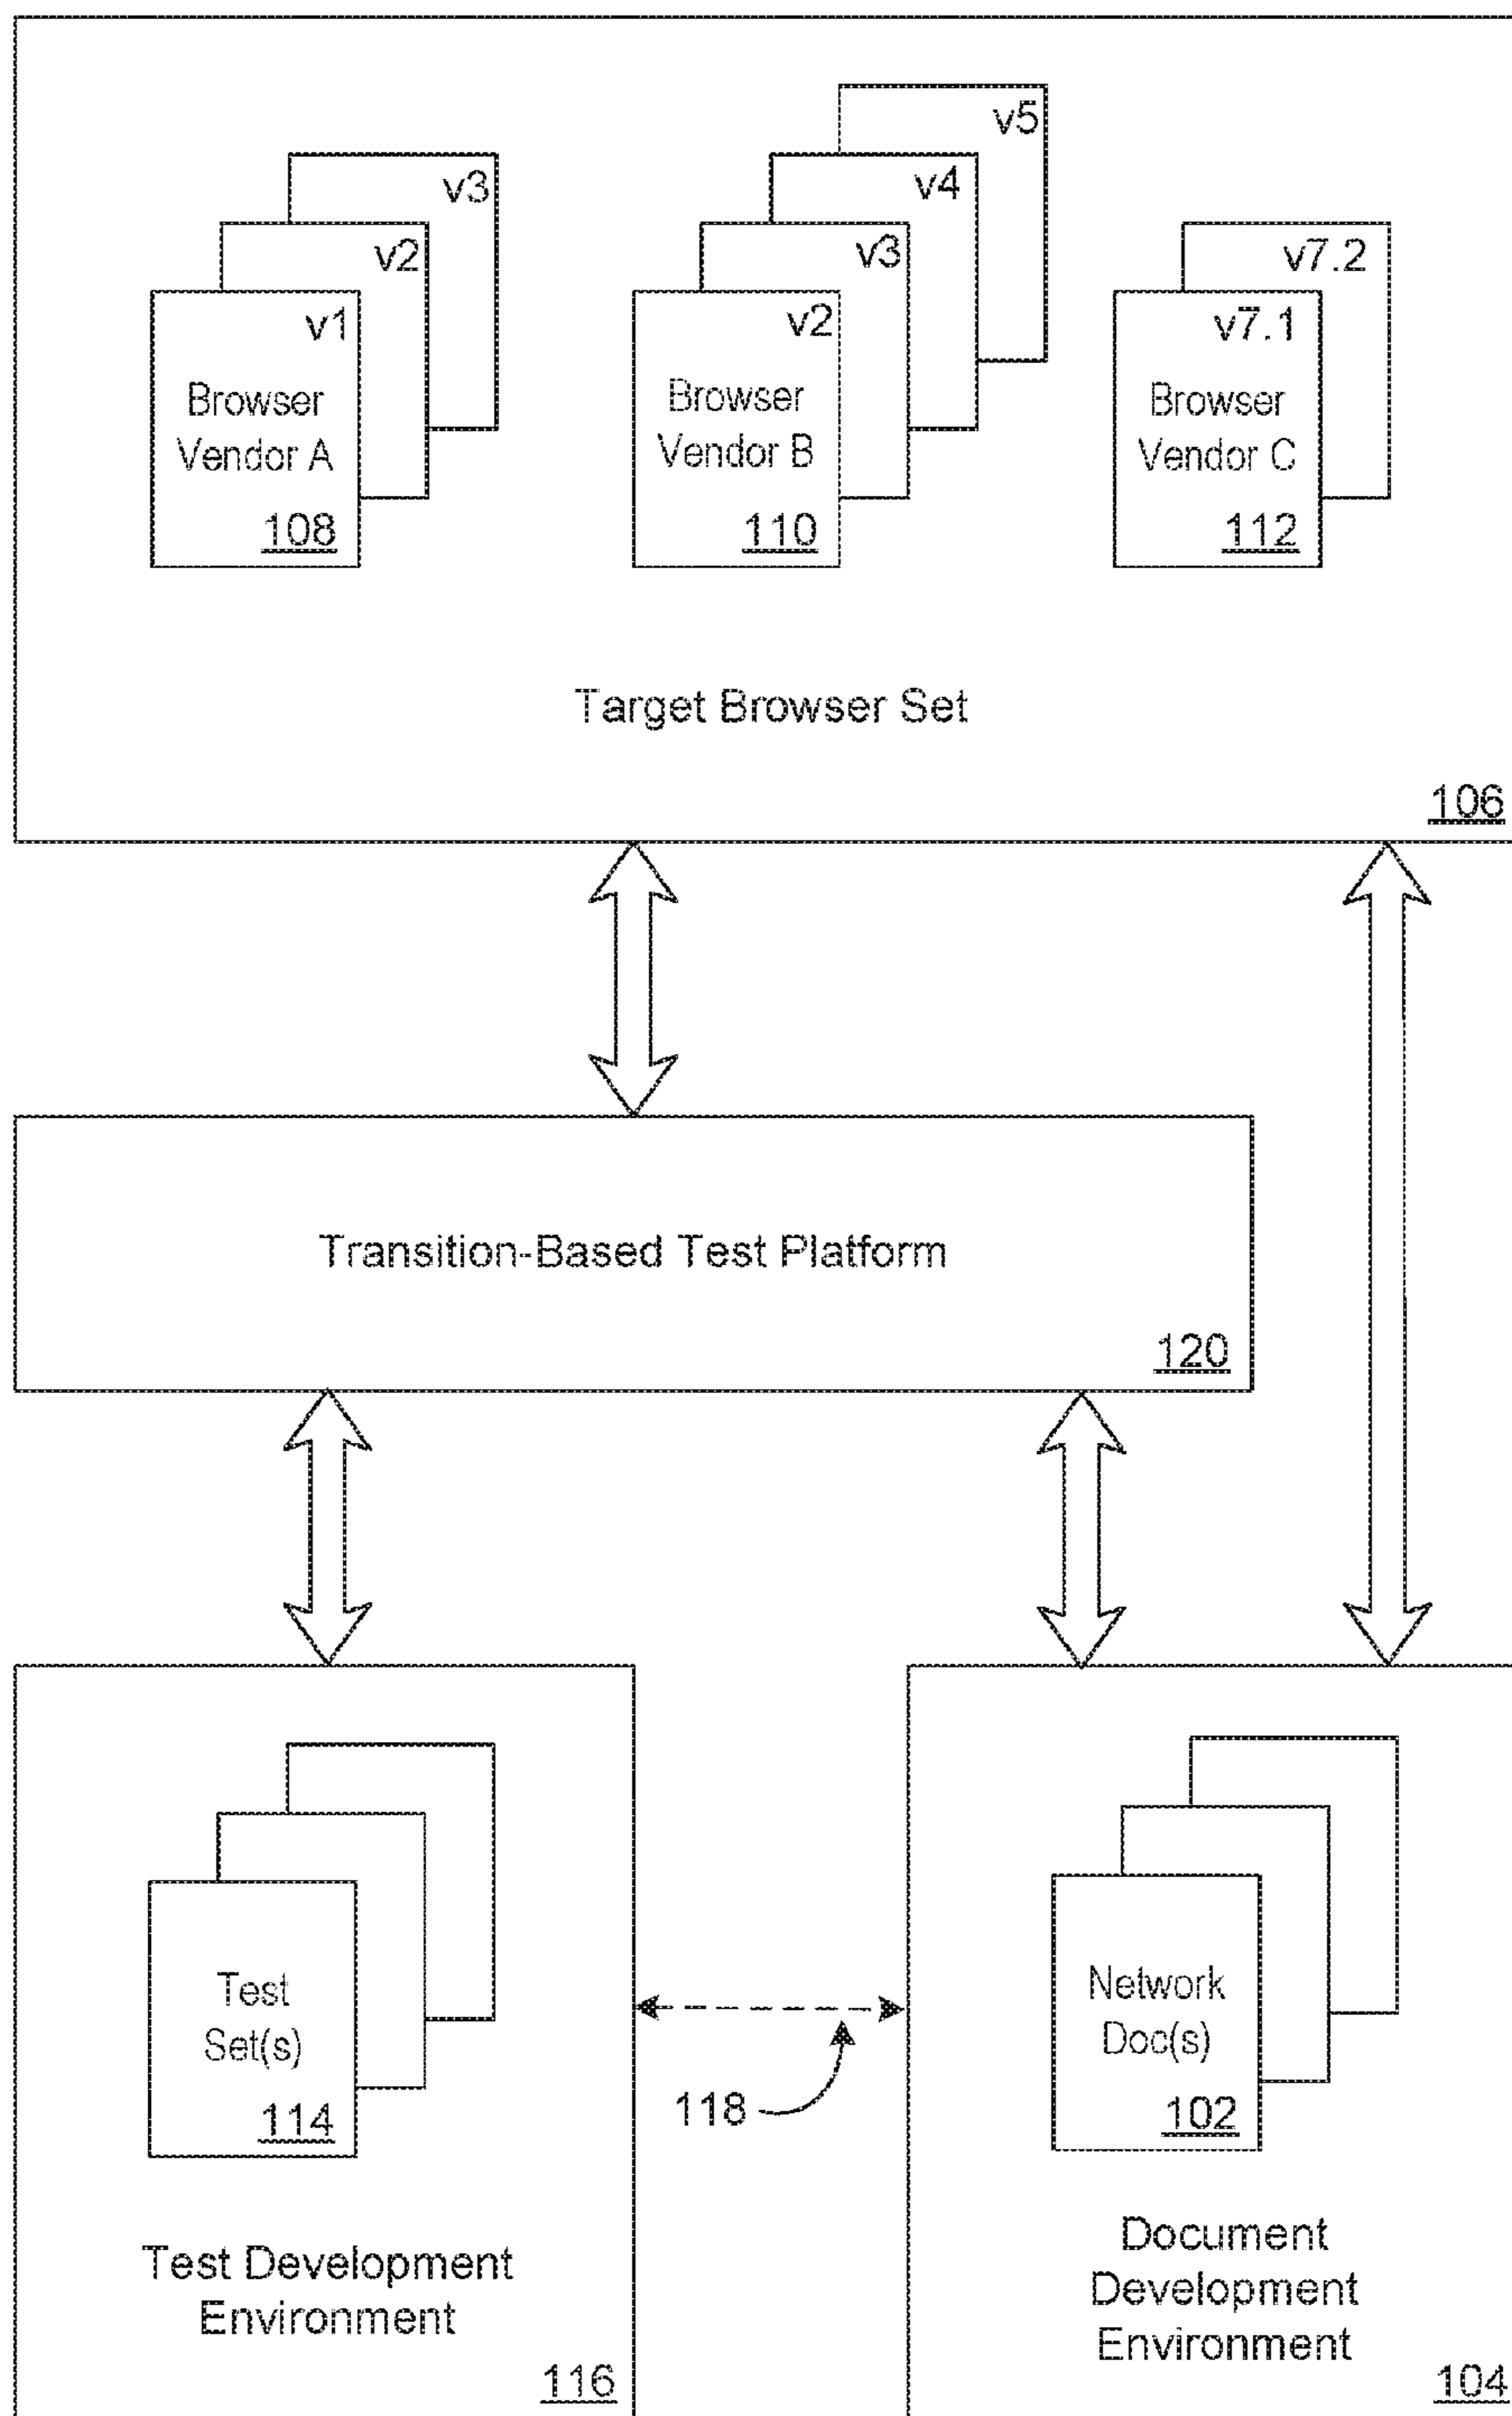 v3
v2
v1
Browser
Vendor A
108
v5
v4
v3
v2
Browser
Vendor B
110
v7.2
v7.1
Browser
Vendor C
112
Target Browser Set
106
Transition-Based Test Platform
120
Test
Set(s)
114
Test Development
Environment
116
118
Network
Doc(s)
102
Document
Development
Environment
104